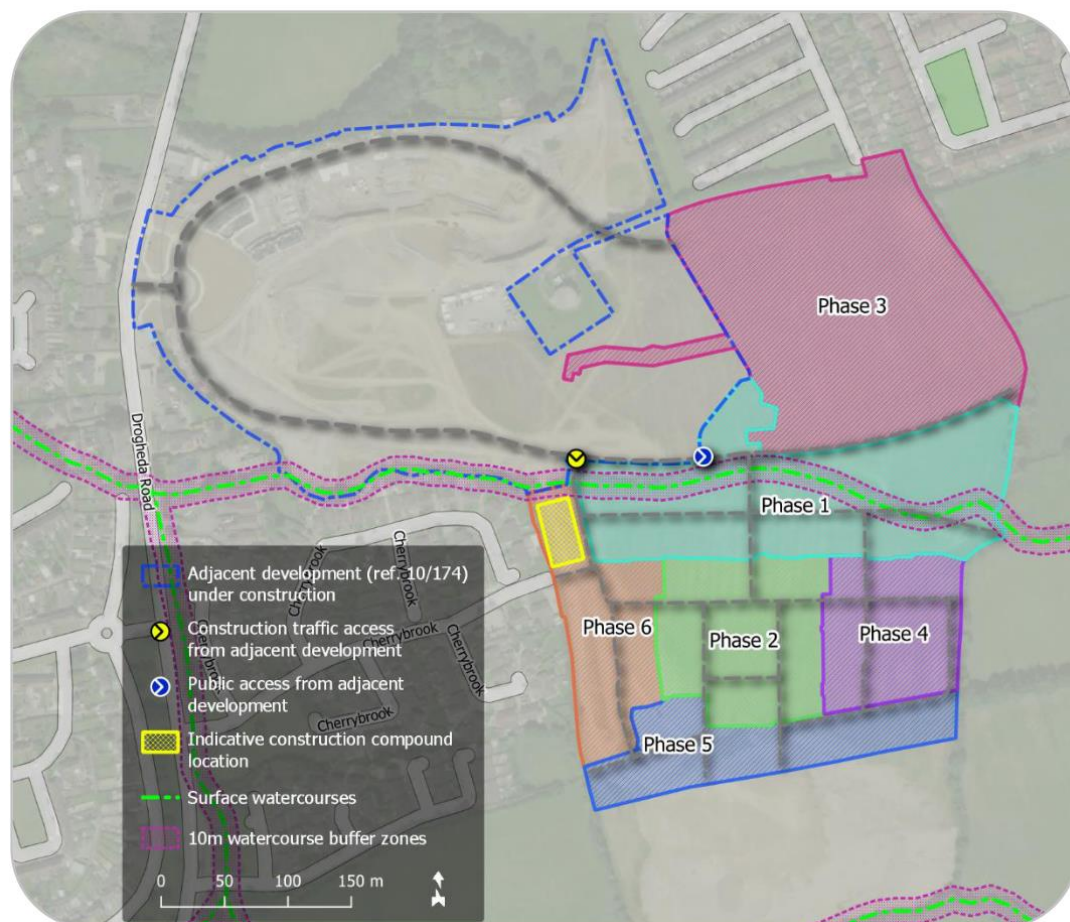 Phase 3
Drogheda Road
Phase 1
Phase 6
Phase 2
Phase 4
Phase 5
Cherrybrook
Cherrybrook
Cherrybrook
Cherrybrook
Cherrybrook
Cherrybrook
Adjacent development (ref. 10/174)
under construction
Construction traffic access
from adjacent development
Public access from adjacent
development
Indicative construction compound
location
Surface watercourses
10m watercourse buffer zones
0 50 100 150 m